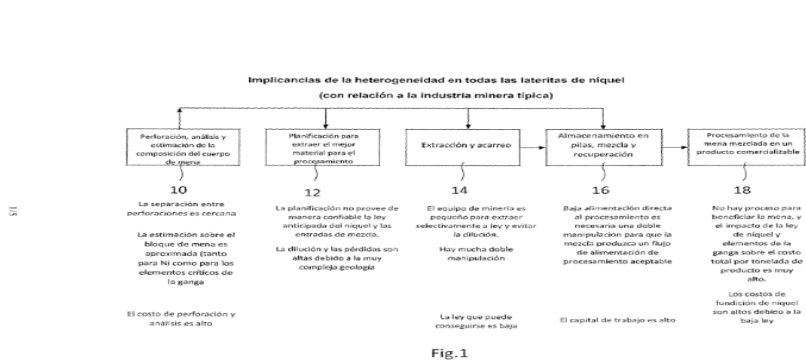 Implicancias de la heterogeneidad en todas las lateritas de níquel
(con relación a la industria minera típica)
Perforación, análisis y
estimación de la
composición del cuerpo
de mena
Planificación para
extraer el mejor
material para el
procesamiento
Extracción y acarreo
Almacenamiento en
pilas, mezcla y
recuperación
Procesamiento de la
mena mezclada en un
producto comercializable
10
12
14
16
18
La separación entre
perforaciones es cercana
La estimación sobre el
bloque de mena es
aproximada (tanto
para Ni como para los
elementos críticos de
la ganga
El costo de perforación y
análisis es alto
La planificación no provee de
manera confiable la ley
anticipada del níquel y las
entradas de mezcla.
La dilución y las pérdidas son
altas debido a la muy
compleja geología
El equipo de minería es
pequeño para extraer
selectivamente a ley y evitar
la dilución.
Hay mucha doble
manipulación
La ley que puede
conseguirse es baja
Baja alimentación directa
al procesamiento es
necesaria una doble
manipulación para que la
mezcla produzca un flujo
de alimentación de
procesamiento aceptable
El capital de trabajo es alto
No hay proceso para
beneficiar la mena, y
el impacto de la ley
de níquel y
elementos de la
ganga sobre el costo
total por tonelada de
producto es muy
alto.
Los costos de
fundición de níquel
son altos debido a la
baja ley
1/5
Fig.1